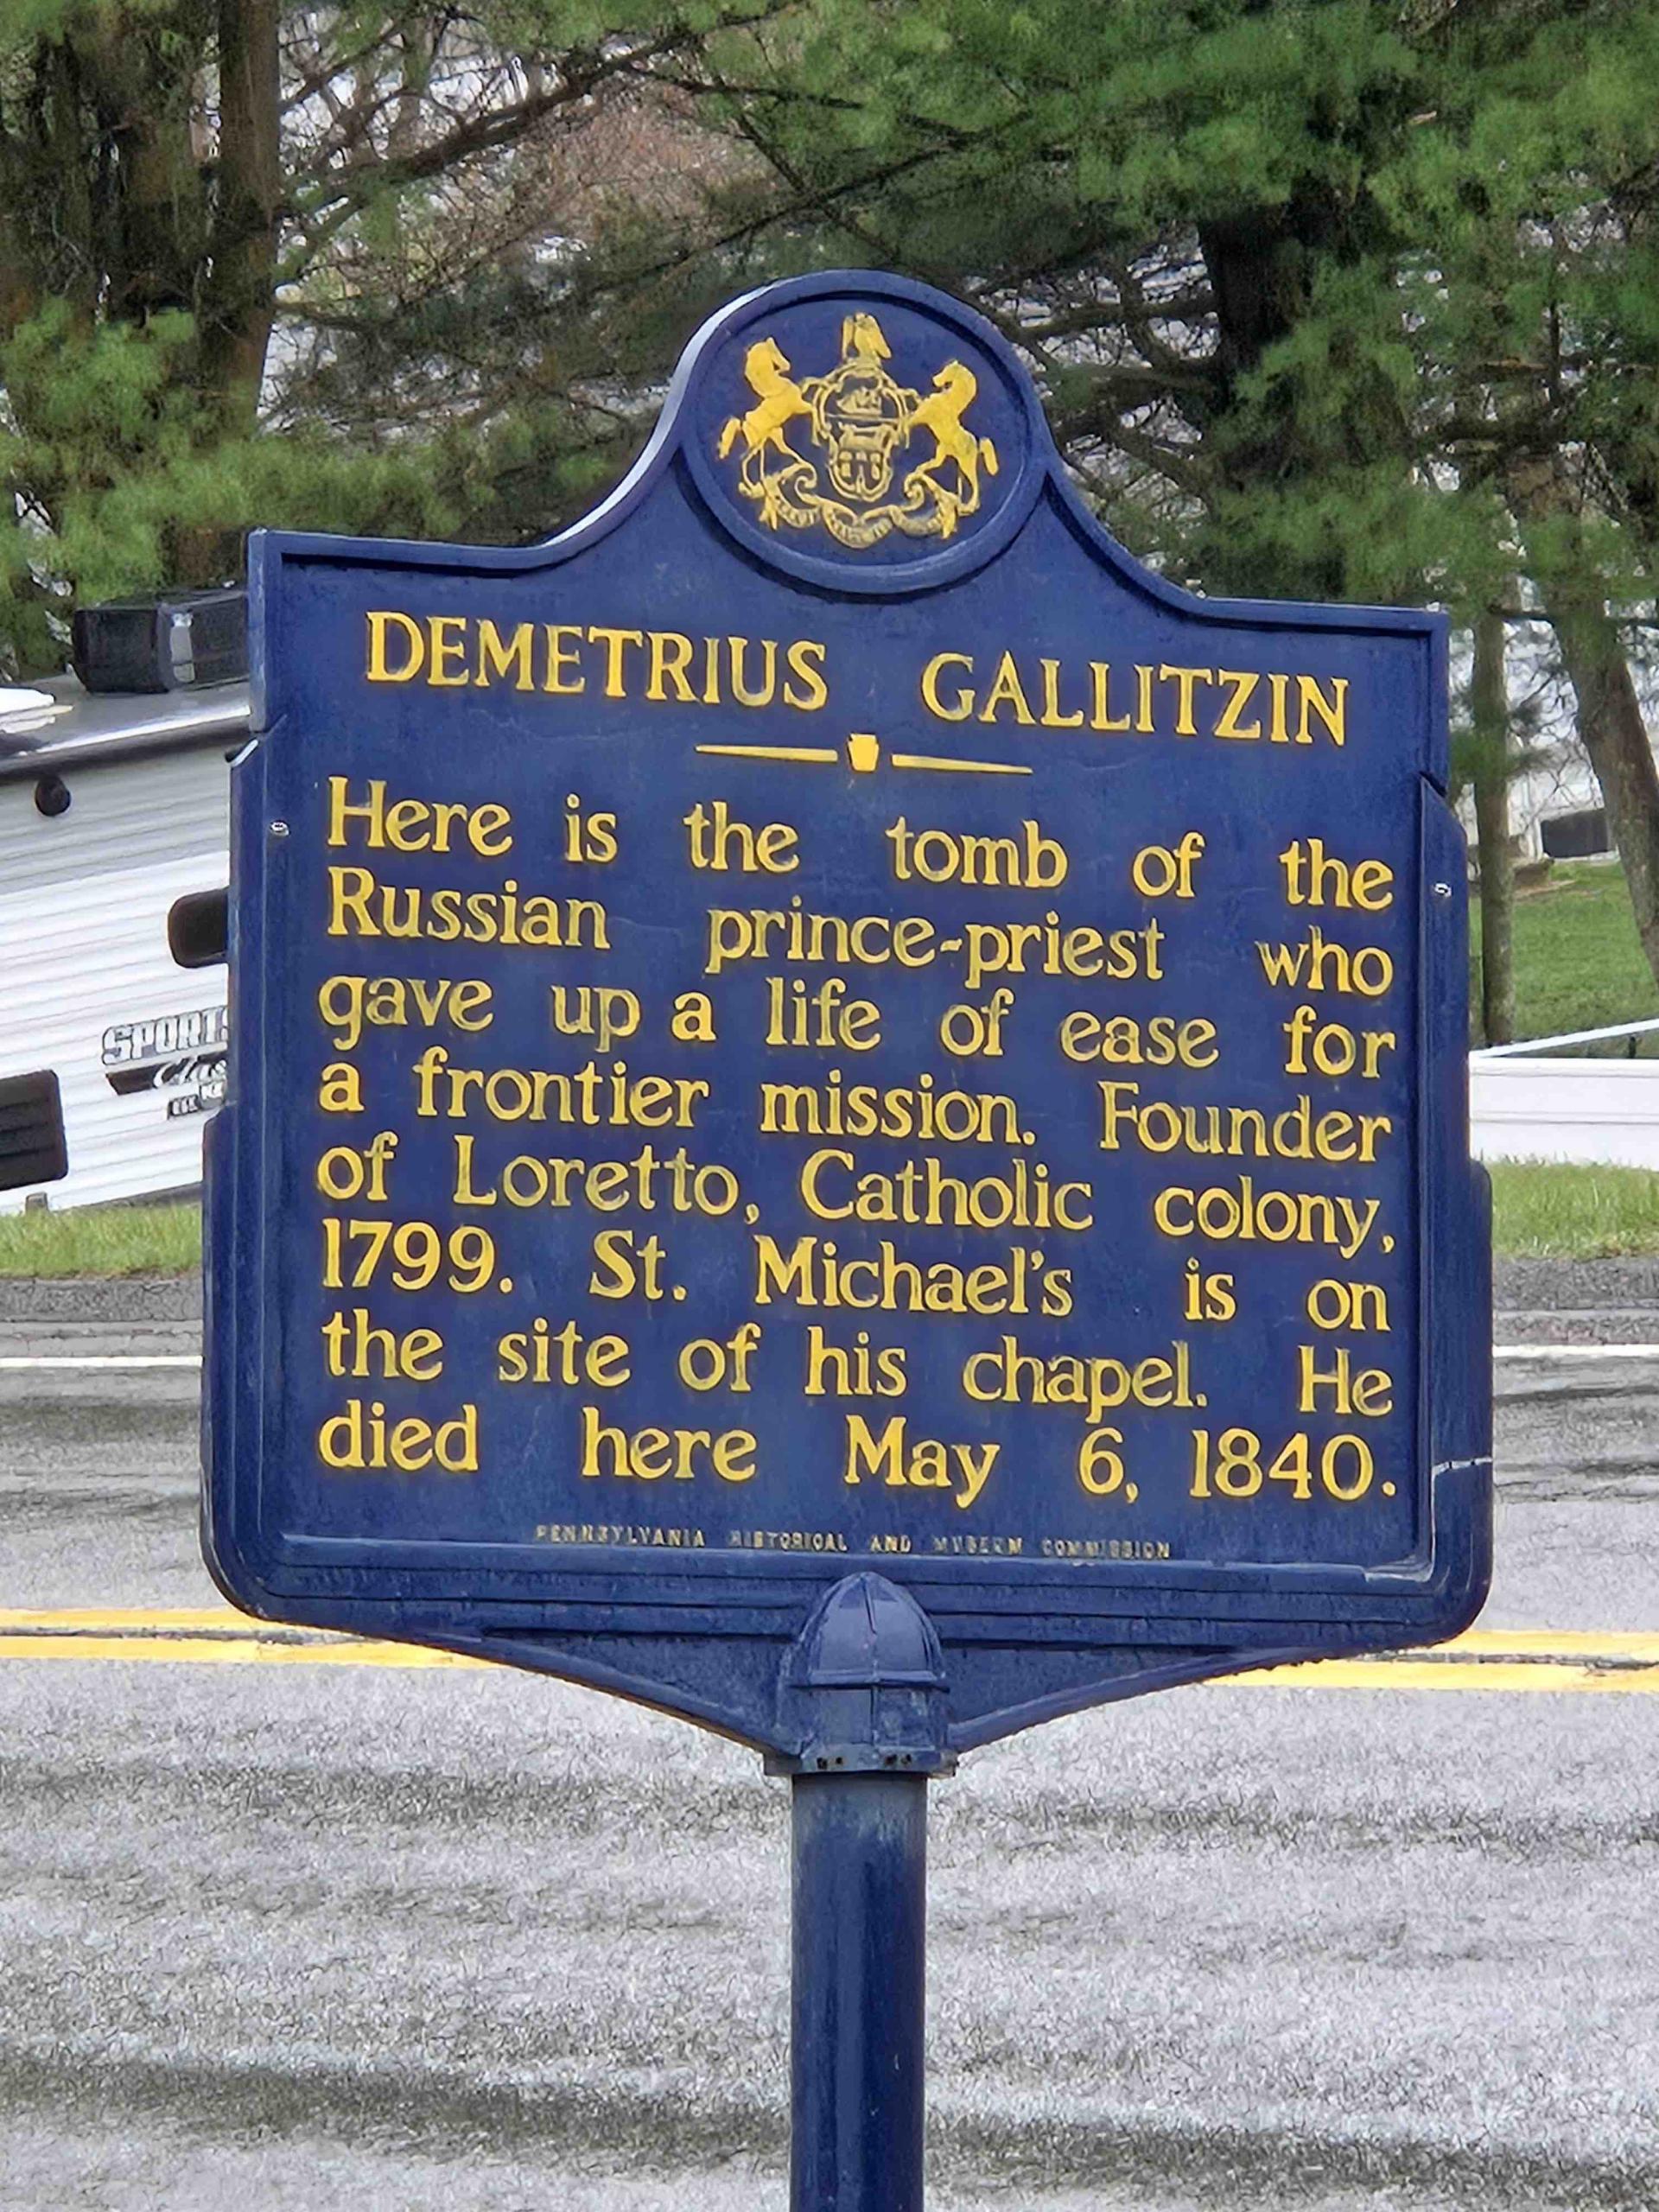 DEMETRIUS GALLITZIN
Here is the tomb of the
Russian prince-priest who
gave up a life of ease for
a frontier mission. Founder
of Loretto, Catholic colony,
1799. St. Michael's is on
the site of his chapel. He
died here May 6, 1840.
PENNSYLVANIA HISTORICAL AND MUSEUM COMMISSION